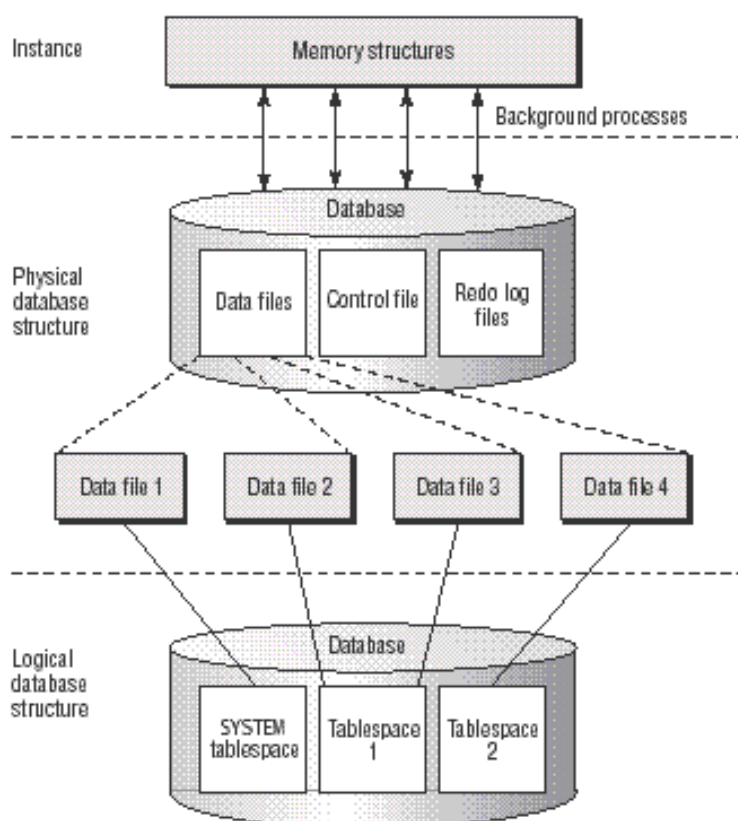 Instance
Memory structures
Background processes
Database
Physical
database
structure
Data files
Control file
Redo log
files
Data file 1
Data file 2
Data file 3
Data file 4
Logical
database
structure
Database
SYSTEM
tablespace
Tablespace
1
Tablespace
2